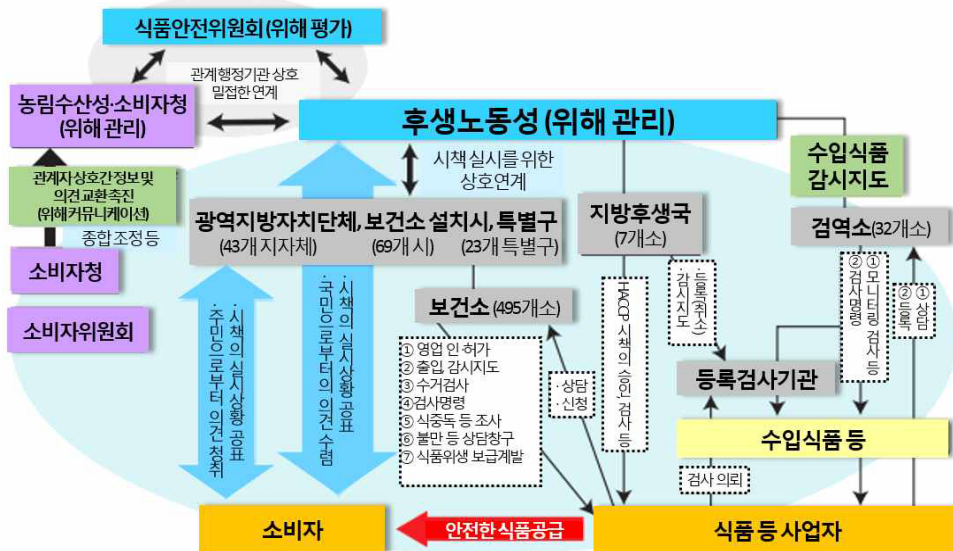 식품안전위원회 (위해 평가)
관계 행정기관 상호
밀접한 연계
농림수산성·소비자청
(위해 관리)
후생노동성 (위해 관리)
관계자 상호간 정보 및
의견 교환 촉진
(위해 커뮤니케이션)
종합 조정 등
소비자청
소비자위원회
시책 실시를 위한
상호연계
수입식품
감시지도
광역지방자치단체, 보건소 설치시, 특별구
(43개 지자체)
(69개 시)
(23개 특별구)
지방후생국
(7개소)
검역소(32개소)
·시책의 실시상황 공표
·주민으로부터 의견 청취
·시책의 실시상황 공표
·국민으로부터의 의견 수렴
보건소 (495개소)
① 영업 인·허가
② 출입, 감시지도
③ 수거검사
④검사명령
⑤ 식중독 등 조사
⑥ 불만 등 상담창구
⑦ 식품위생 보급계발
·상담
·신청
HACCP 시책의 승인, 검사 등
·등록(취소)
·감시지도
① 모니터링 검사 등
② 검사명령
① 상담
② 등록
등록검사기관
수입식품 등
검사 의뢰
소비자
안전한 식품공급
식품 등 사업자